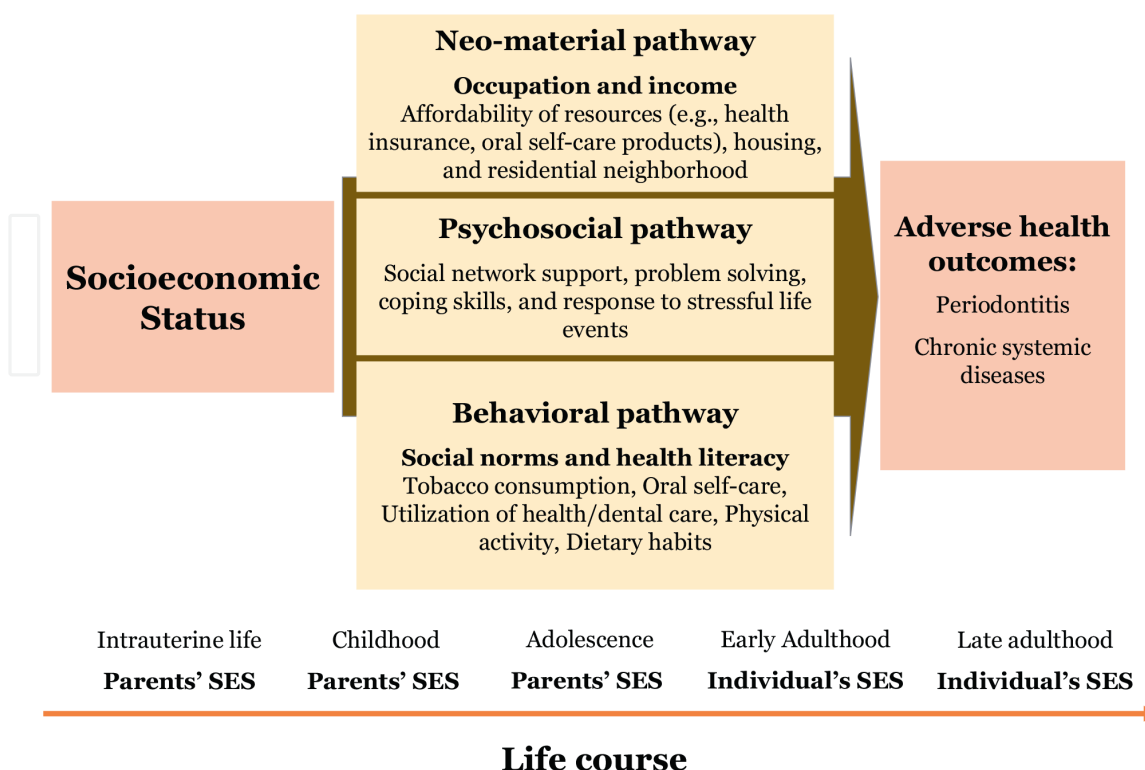 Neo-material pathway
Occupation and income
Affordability of resources (e.g., health
insurance, oral self-care products), housing,
and residential neighborhood
Socioeconomic
Status
Psychosocial pathway
Social network support, problem solving,
coping skills, and response to stressful life
events
Behavioral pathway
Social norms and health literacy
Tobacco consumption, Oral self-care,
Utilization of health/dental care, Physical
activity, Dietary habits
Adverse health
outcomes:
Periodontitis
Chronic systemic
diseases
Intrauterine life
Parents’ SES
Childhood
Parents’ SES
Adolescence
Parents’ SES
Early Adulthood
Individual’s SES
Late adulthood
Individual’s SES
Life course